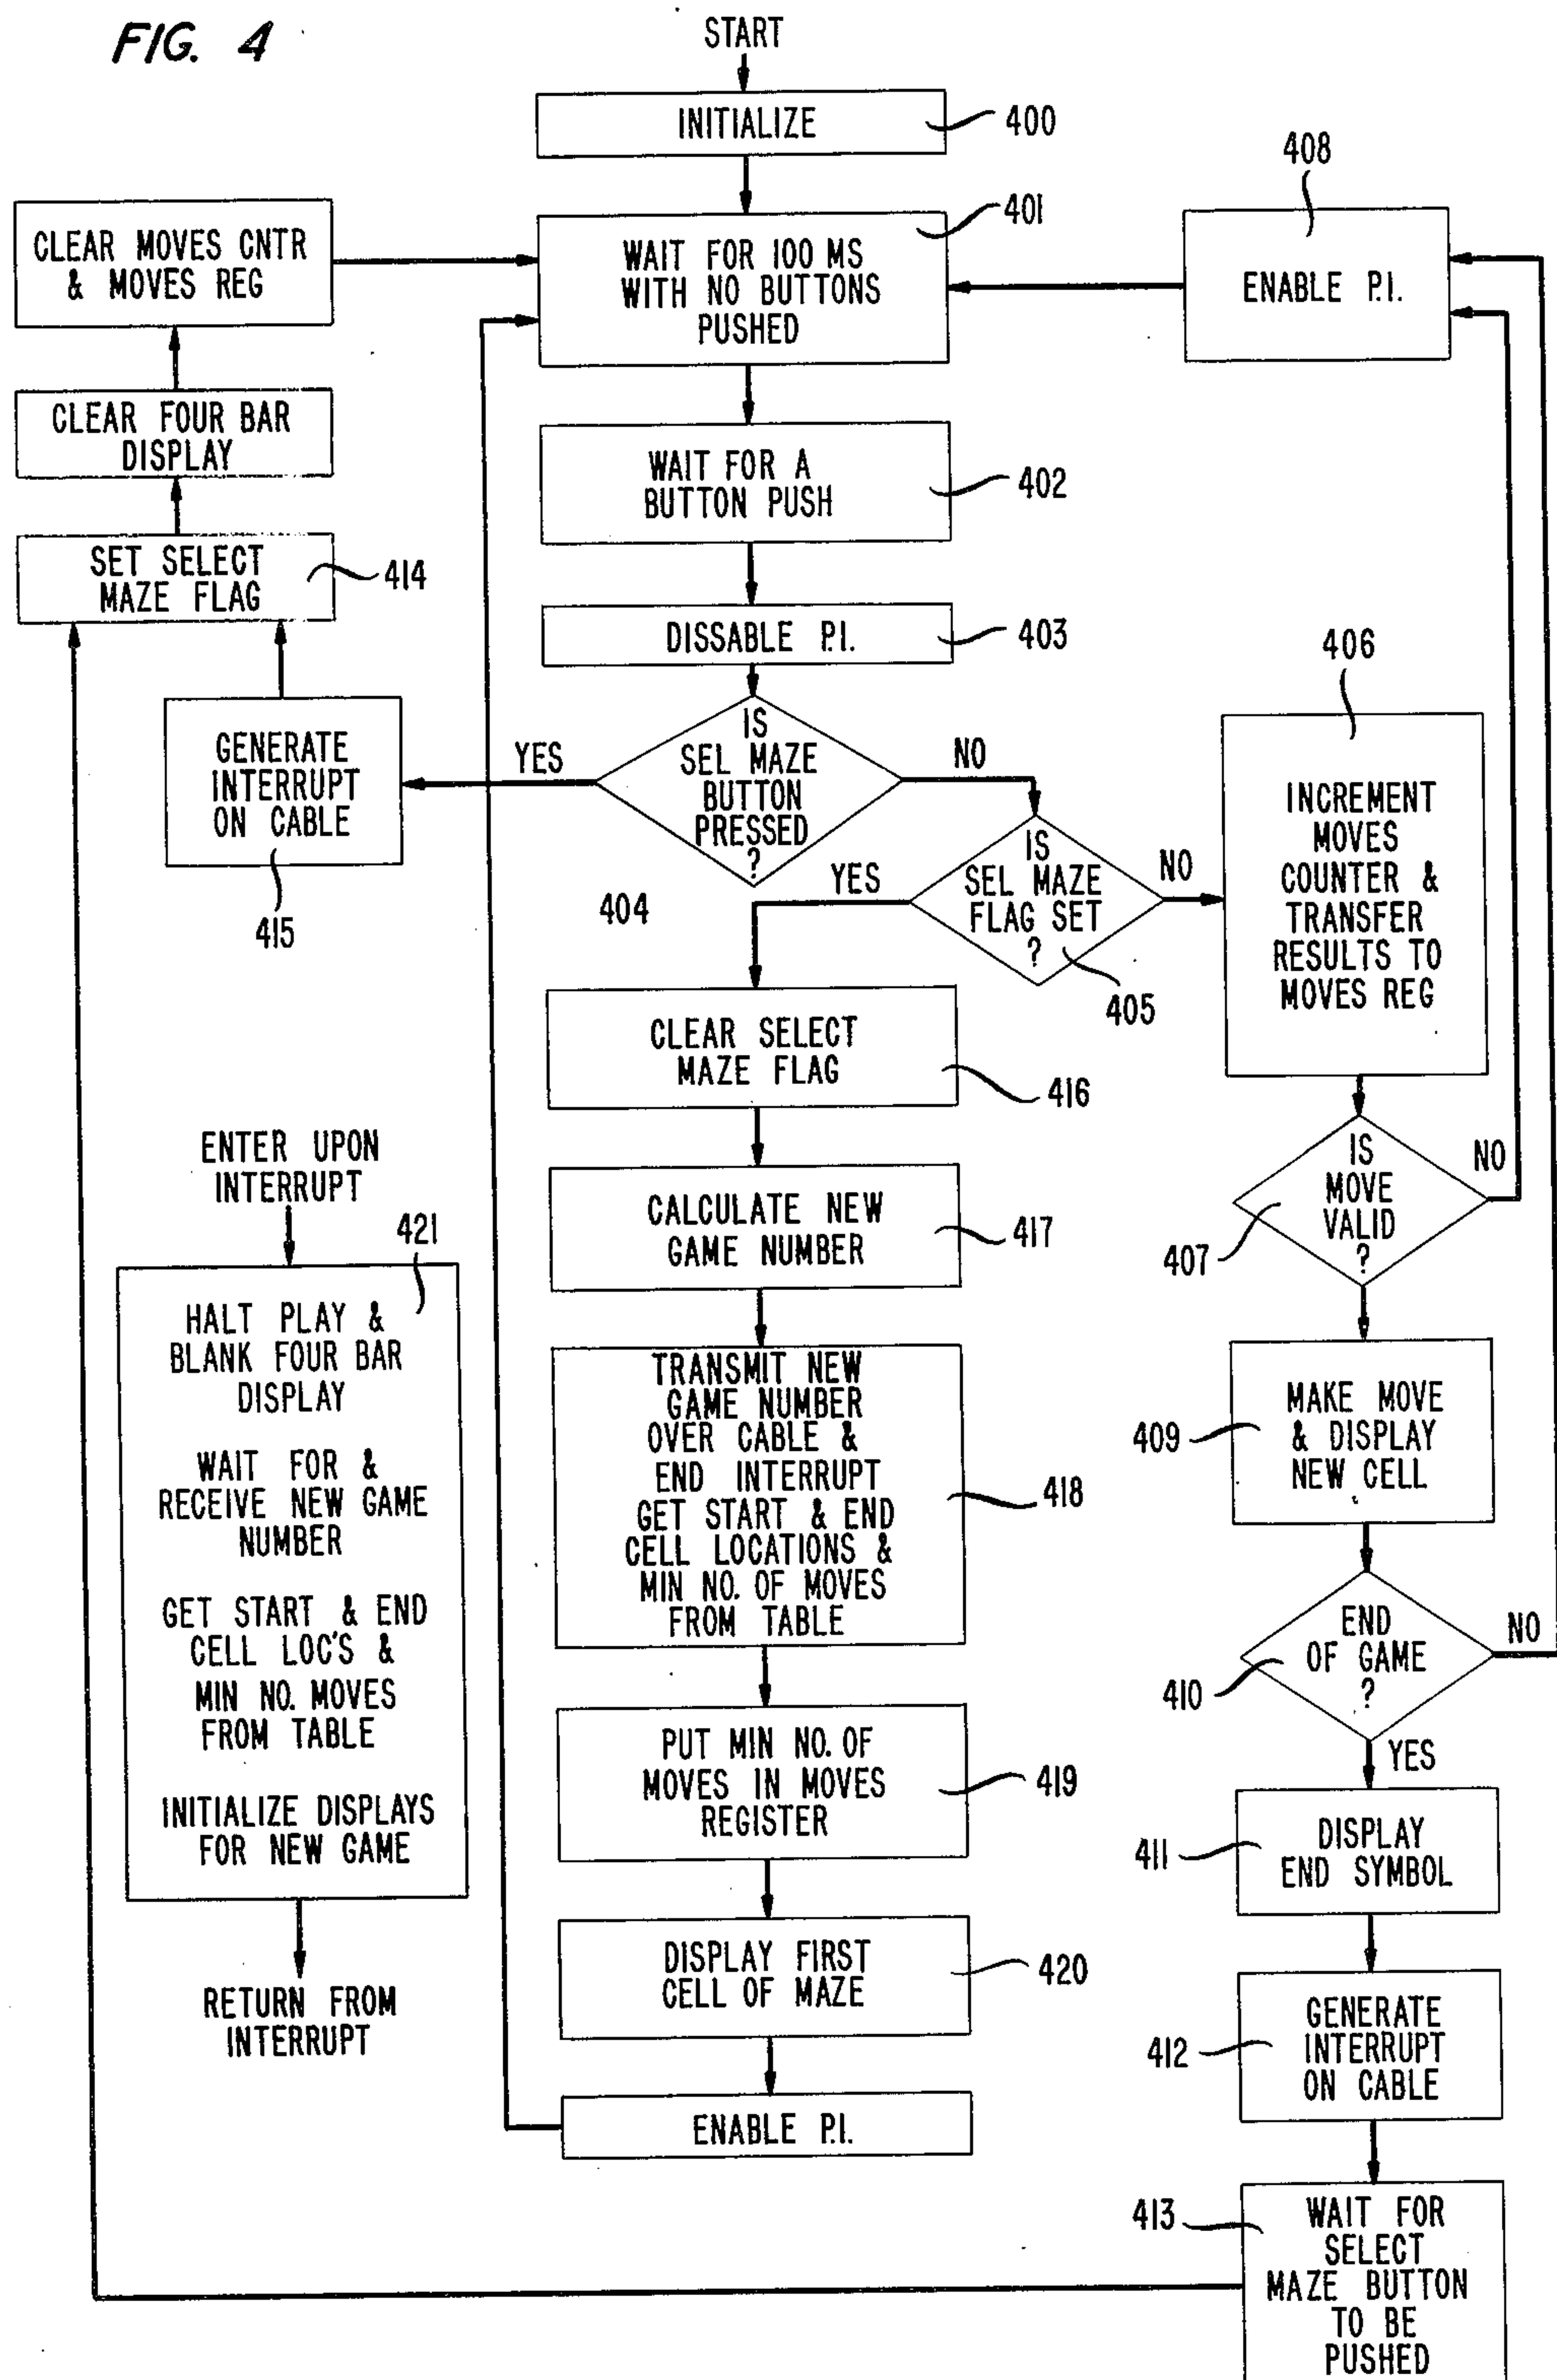 FIG. 4
START
INITIALIZE
400
WAIT FOR 100 MS
WITH NO BUTTONS
PUSHED
401
408
ENABLE P.I.
CLEAR MOVES CNTR
& MOVES REG
CLEAR FOUR BAR
DISPLAY
SET SELECT
MAZE FLAG
414
WAIT FOR A
BUTTON PUSH
402
DISSABLE P.I.
403
GENERATE
INTERRUPT
ON CABLE
415
YES
IS
SEL MAZE
BUTTON
PRESSED
?
NO
404
YES
IS
SEL MAZE
FLAG SET
?
NO
405
406
INCREMENT
MOVES
COUNTER &
TRANSFER
RESULTS TO
MOVES REG
CLEAR SELECT
MAZE FLAG
416
CALCULATE NEW
GAME NUMBER
417
TRANSMIT NEW
GAME NUMBER
OVER CABLE &
END INTERRUPT
GET START & END
CELL LOCATIONS &
MIN NO. OF MOVES
FROM TABLE
418
PUT MIN NO. OF
MOVES IN MOVES
REGISTER
419
DISPLAY FIRST
CELL OF MAZE
420
ENABLE P.I.
IS
MOVE
VALID
?
NO
407
MAKE MOVE
& DISPLAY
NEW CELL
409
END
OF GAME
?
NO
410
YES
DISPLAY
END SYMBOL
411
GENERATE
INTERRUPT
ON CABLE
412
413
WAIT FOR
SELECT
MAZE BUTTON
TO BE
PUSHED
ENTER UPON
INTERRUPT
421
HALT PLAY &
BLANK FOUR BAR
DISPLAY
WAIT FOR &
RECEIVE NEW GAME
NUMBER
GET START & END
CELL LOC'S &
MIN NO. MOVES
FROM TABLE
INITIALIZE DISPLAYS
FOR NEW GAME
RETURN FROM
INTERRUPT